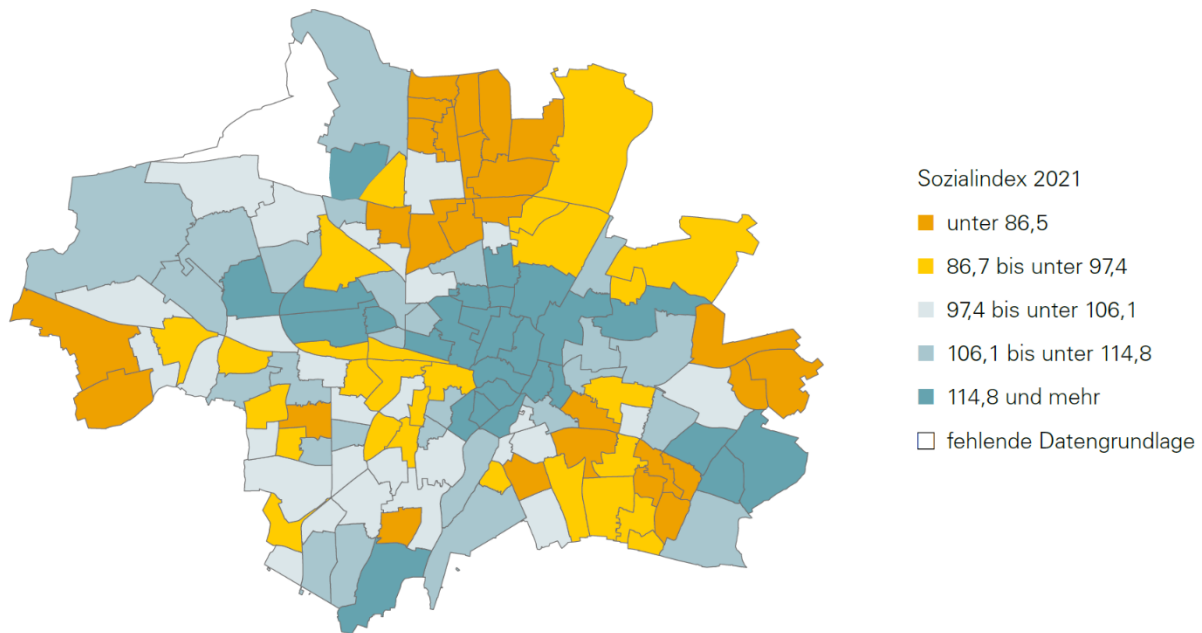 Sozialindex 2021
unter 86,5
86,7 bis unter 97,4
97,4 bis unter 106,1
106,1 bis unter 114,8
114,8 und mehr
fehlende Datengrundlage